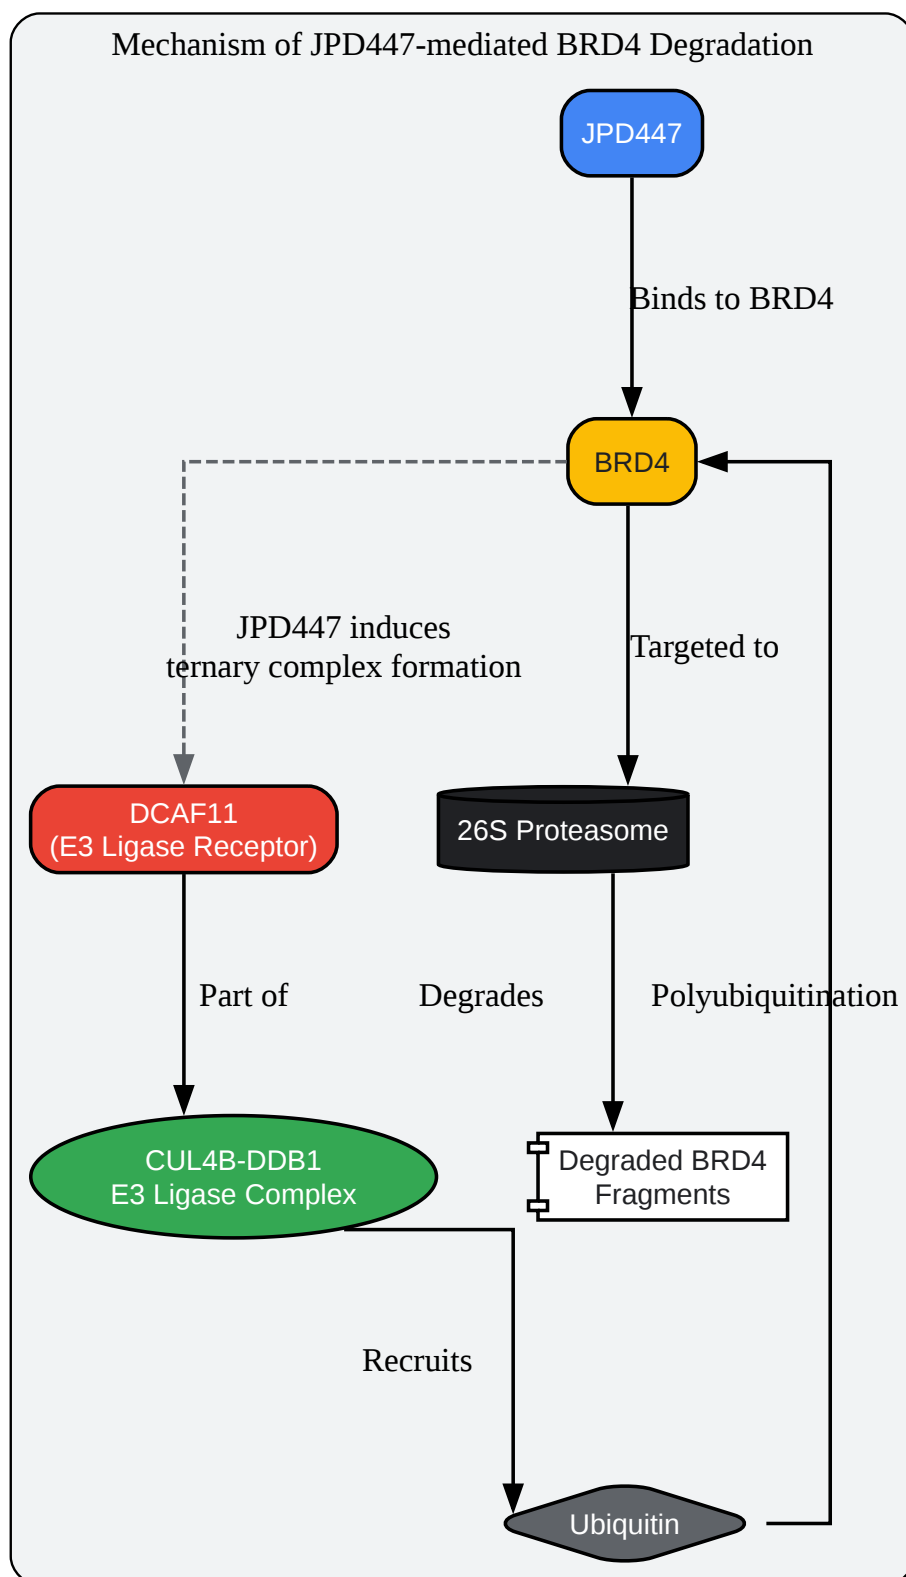 Mechanism of JPD447-mediated BRD4 Degradation
JPD447
Binds to BRD4
BRD4
JPD447 induces
ternary complex formation
Targeted to
DCAF11
(E3 Ligase Receptor)
26S Proteasome
Part of
Degrades
Polyubiquitination
CUL4B-DDB1
E3 Ligase Complex
Degraded BRD4
Fragments
Recruits
Ubiquitin